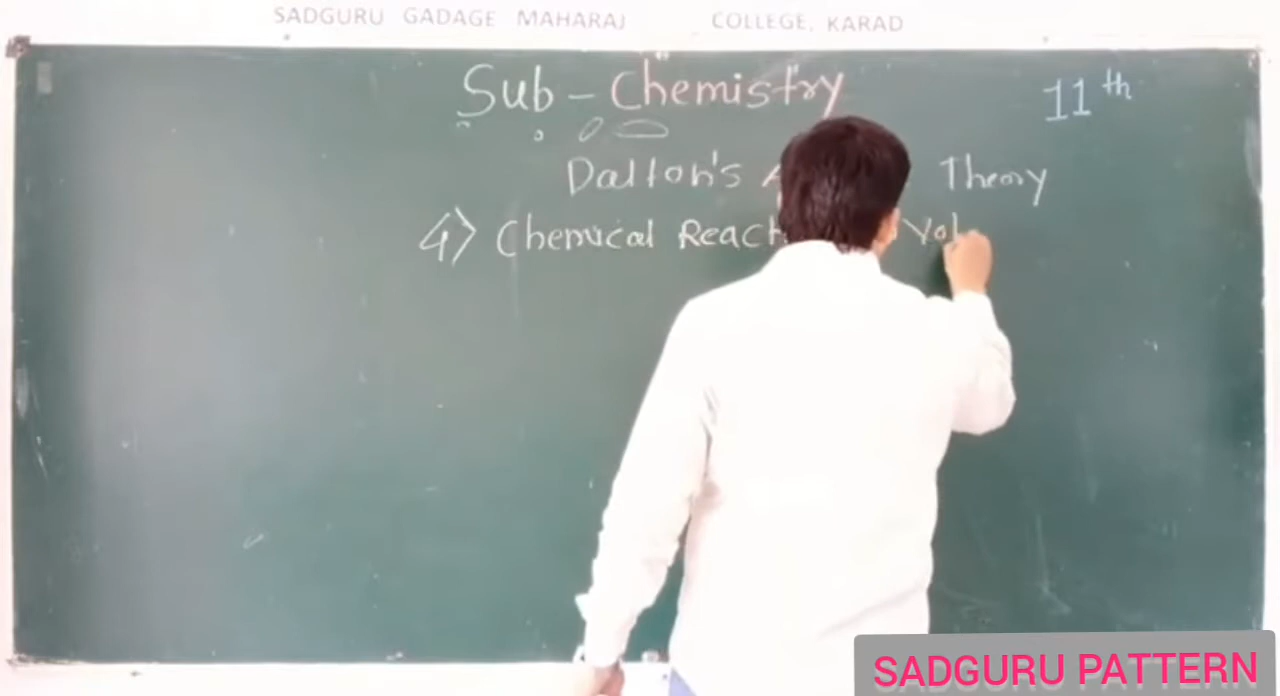 SADGURU GADAGE MAHARAJ COLLEGE, KARAD
Sub - Chemistry
11th
Dalton's Theory
4) Chemical
SADGURU PATTERN